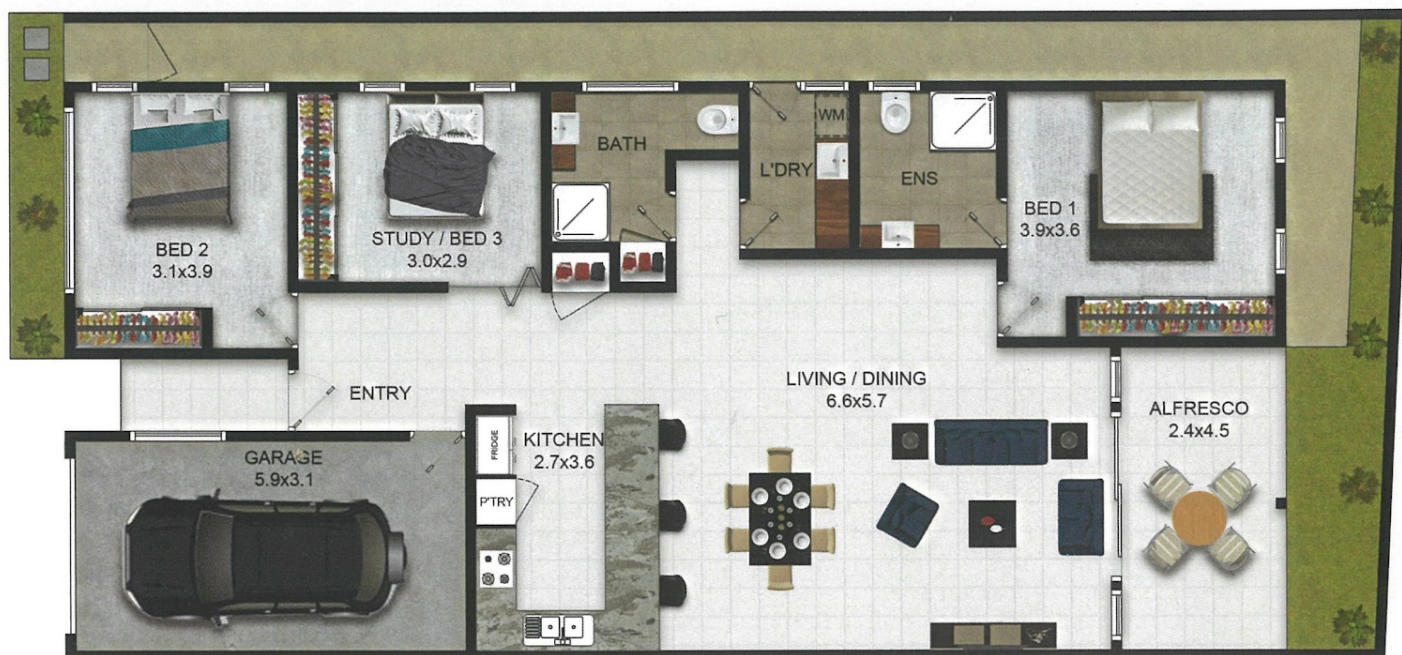 BED 2
3.1x3.9
STUDY / BED 3
3.0x2.9
BATH
L'DRY
WM
ENS
BED 1
3.9x3.6
ENTRY
LIVING / DINING
6.6x5.7
ALFRESCO
2.4x4.5
GARAGE
5.9x3.1
FRIDGE
P'TRY
KITCHEN
2.7x3.6